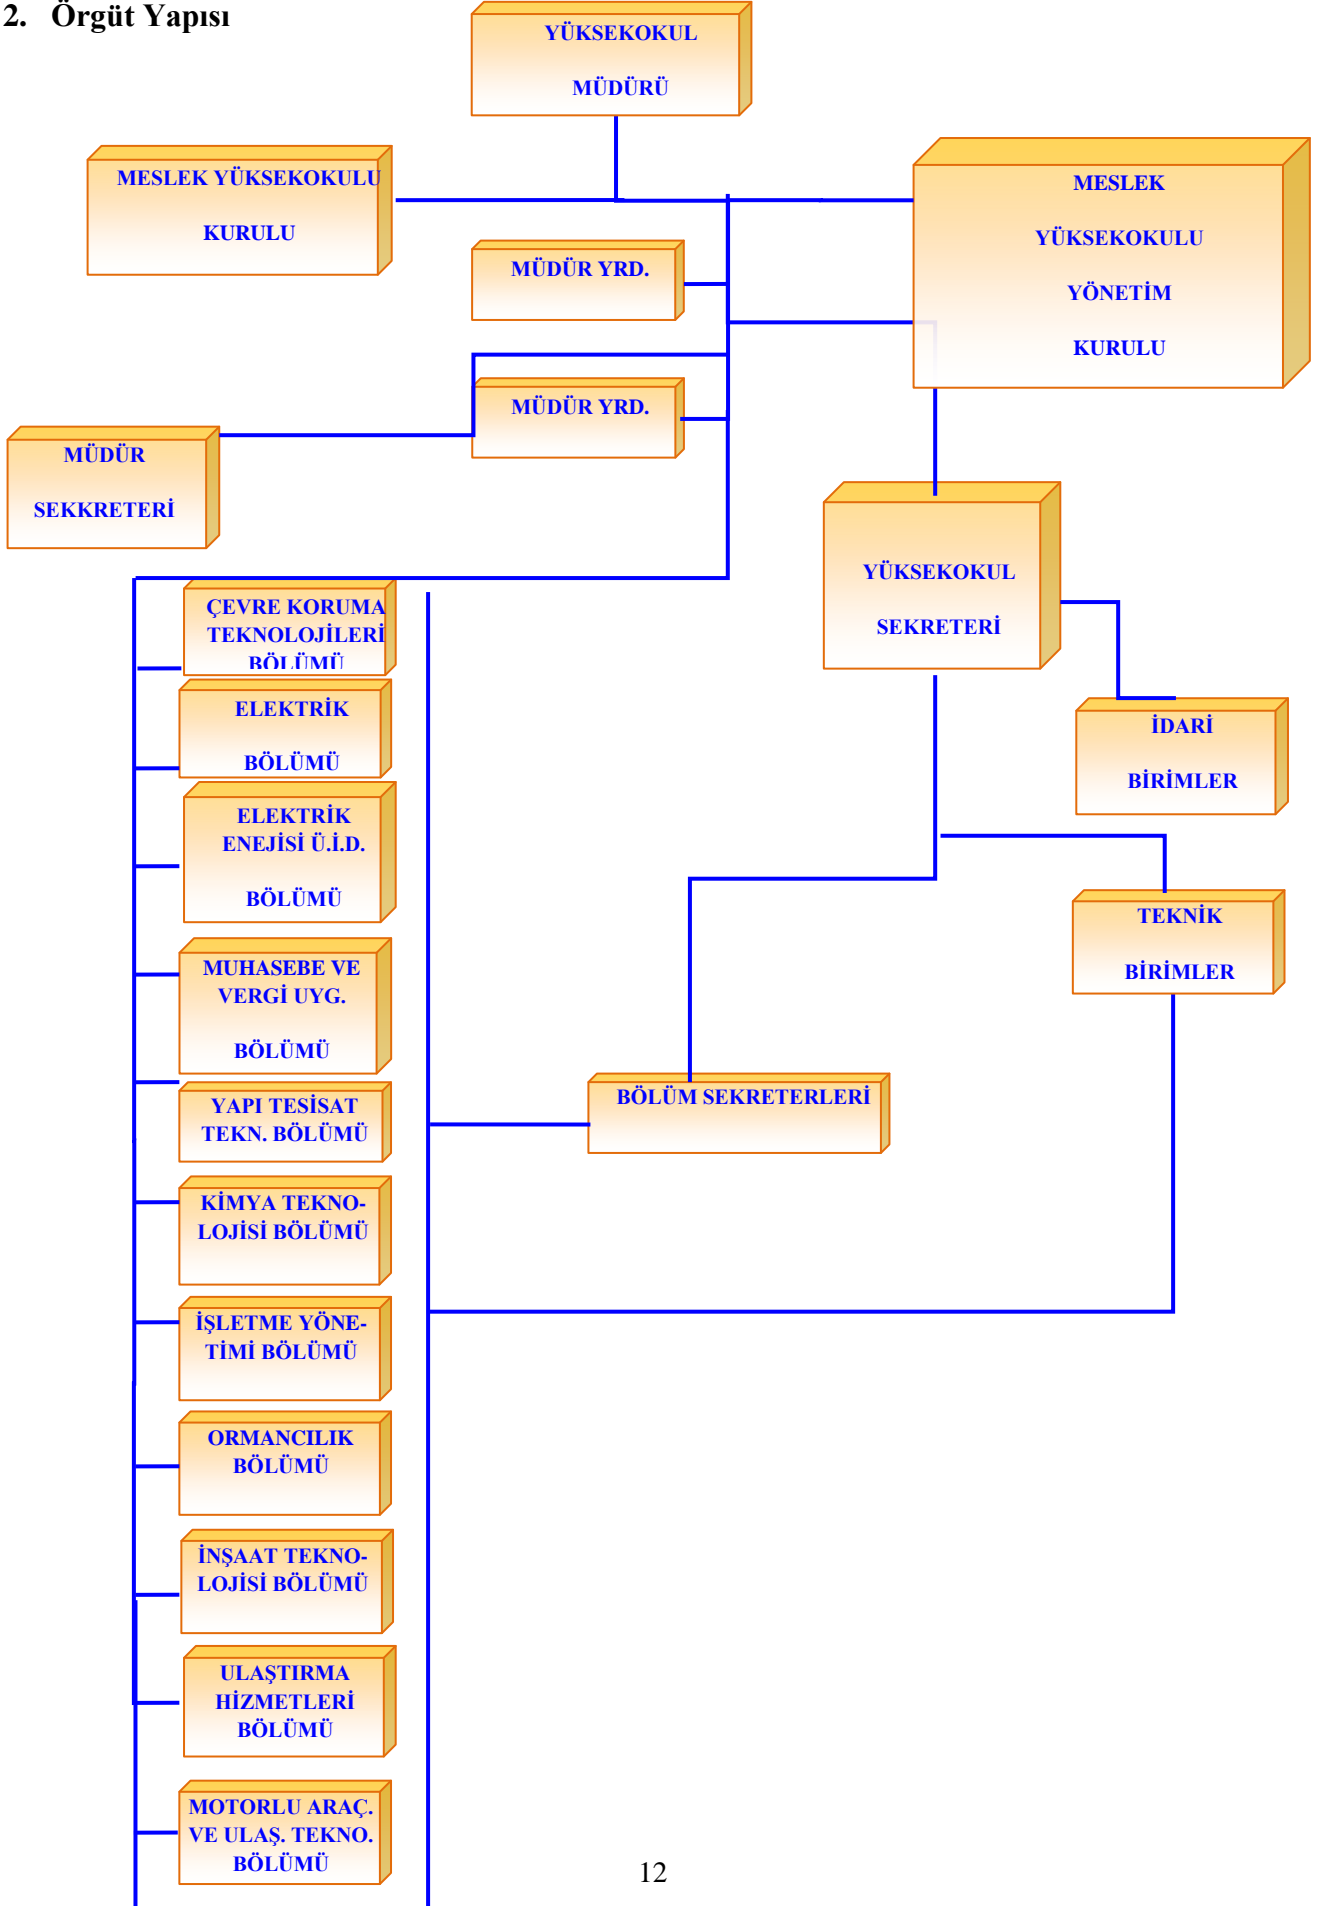 2. Örgüt Yapısı
YÜKSEKOKUL
MÜDÜRÜ
MESLEK YÜKSEKOKULU
KURULU
MESLEK
YÜKSEKOKULU
YÖNETİM
KURULU
MÜDÜR YRD.
MÜDÜR YRD.
MÜDÜR
SEKKRETERİ
YÜKSEKOKUL
SEKRETERİ
ÇEVRE KORUMA
TEKNOLOJİLERİ
BÖLÜMÜ
ELEKTRİK
BÖLÜMÜ
İDARİ
BİRİMLER
ELEKTRİK
ENEJİSİ Ü.İ.D.
BÖLÜMÜ
TEKNİK
BİRİMLER
MUHASEBE VE
VERGİ UYG.
BÖLÜMÜ
BÖLÜM SEKRETERLERİ
YAPI TESİSAT
TEKN. BÖLÜMÜ
KİMYA TEKNO-
LOJİSİ BÖLÜMÜ
İŞLETME YÖNE-
TİMİ BÖLÜMÜ
ORMANCILIK
BÖLÜMÜ
İNŞAAT TEKNO-
LOJİSİ BÖLÜMÜ
ULAŞTIRMA
HİZMETLERİ
BÖLÜMÜ
MOTORLU ARAÇ.
VE ULAŞ. TEKNO.
BÖLÜMÜ
12